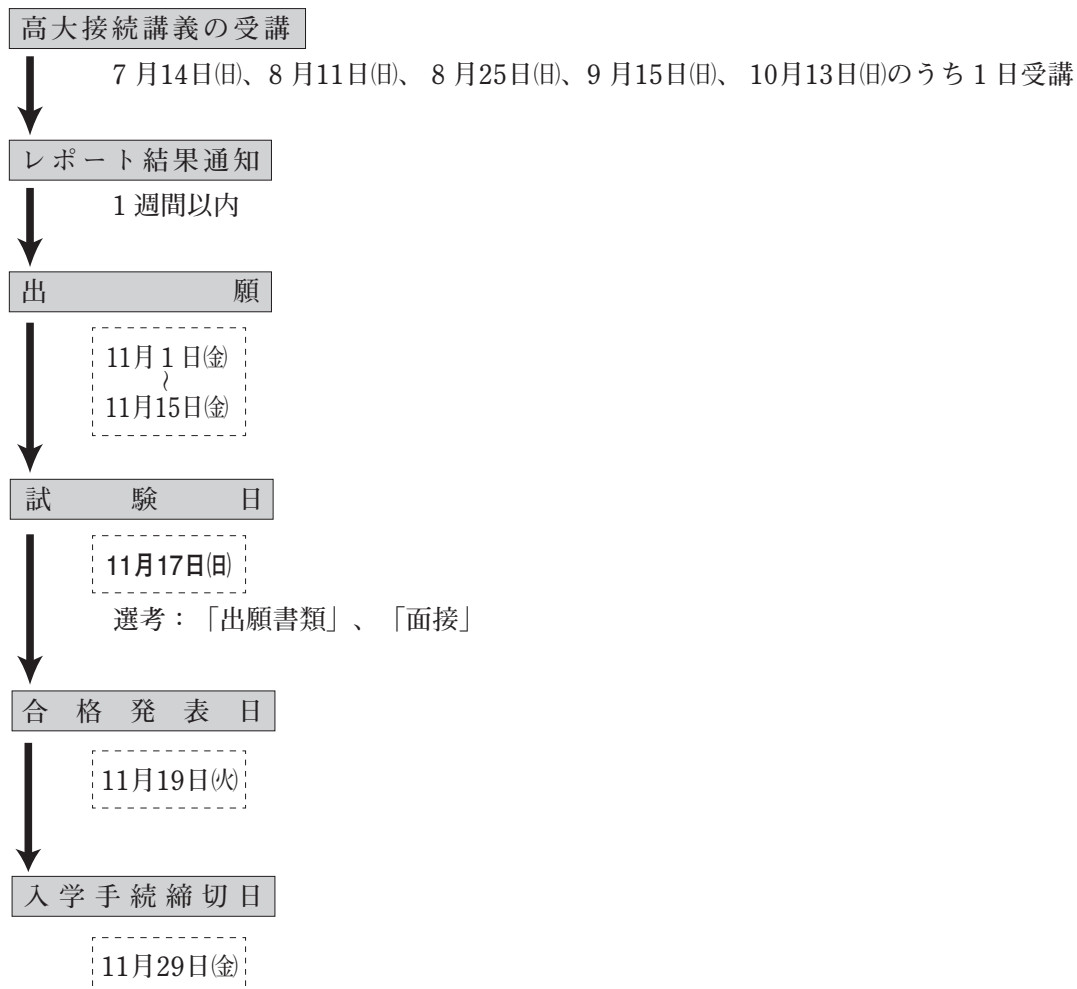 高大接続講義の受講
7月14日㈰、8月11日㈰、8月25日㈰、9月15日㈰、10月13日㈰のうち1日受講
レポート結果通知
1週間以内
出願
11月1日㈮
～
11月15日㈮
試験日
11月17日㈰
選考：「出願書類」、「面接」
合格発表日
11月19日㈫
入学手続締切日
11月29日㈮